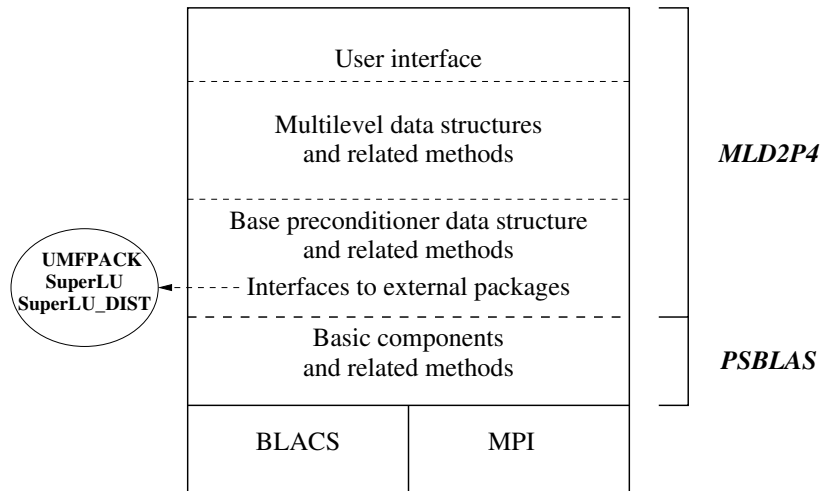 User interface
Multilevel data structures
and related methods
MLD2P4
Base preconditioner data structure
and related methods
UMFPACK
SuperLU
SuperLU_DIST
Interfaces to external packages
Basic components
and related methods
PSBLAS
BLACS
MPI